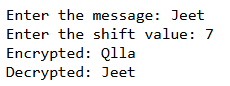 Enter the message: Jeet
Enter the shift value: 7
Encrypted: Qlla
Decrypted: Jeet